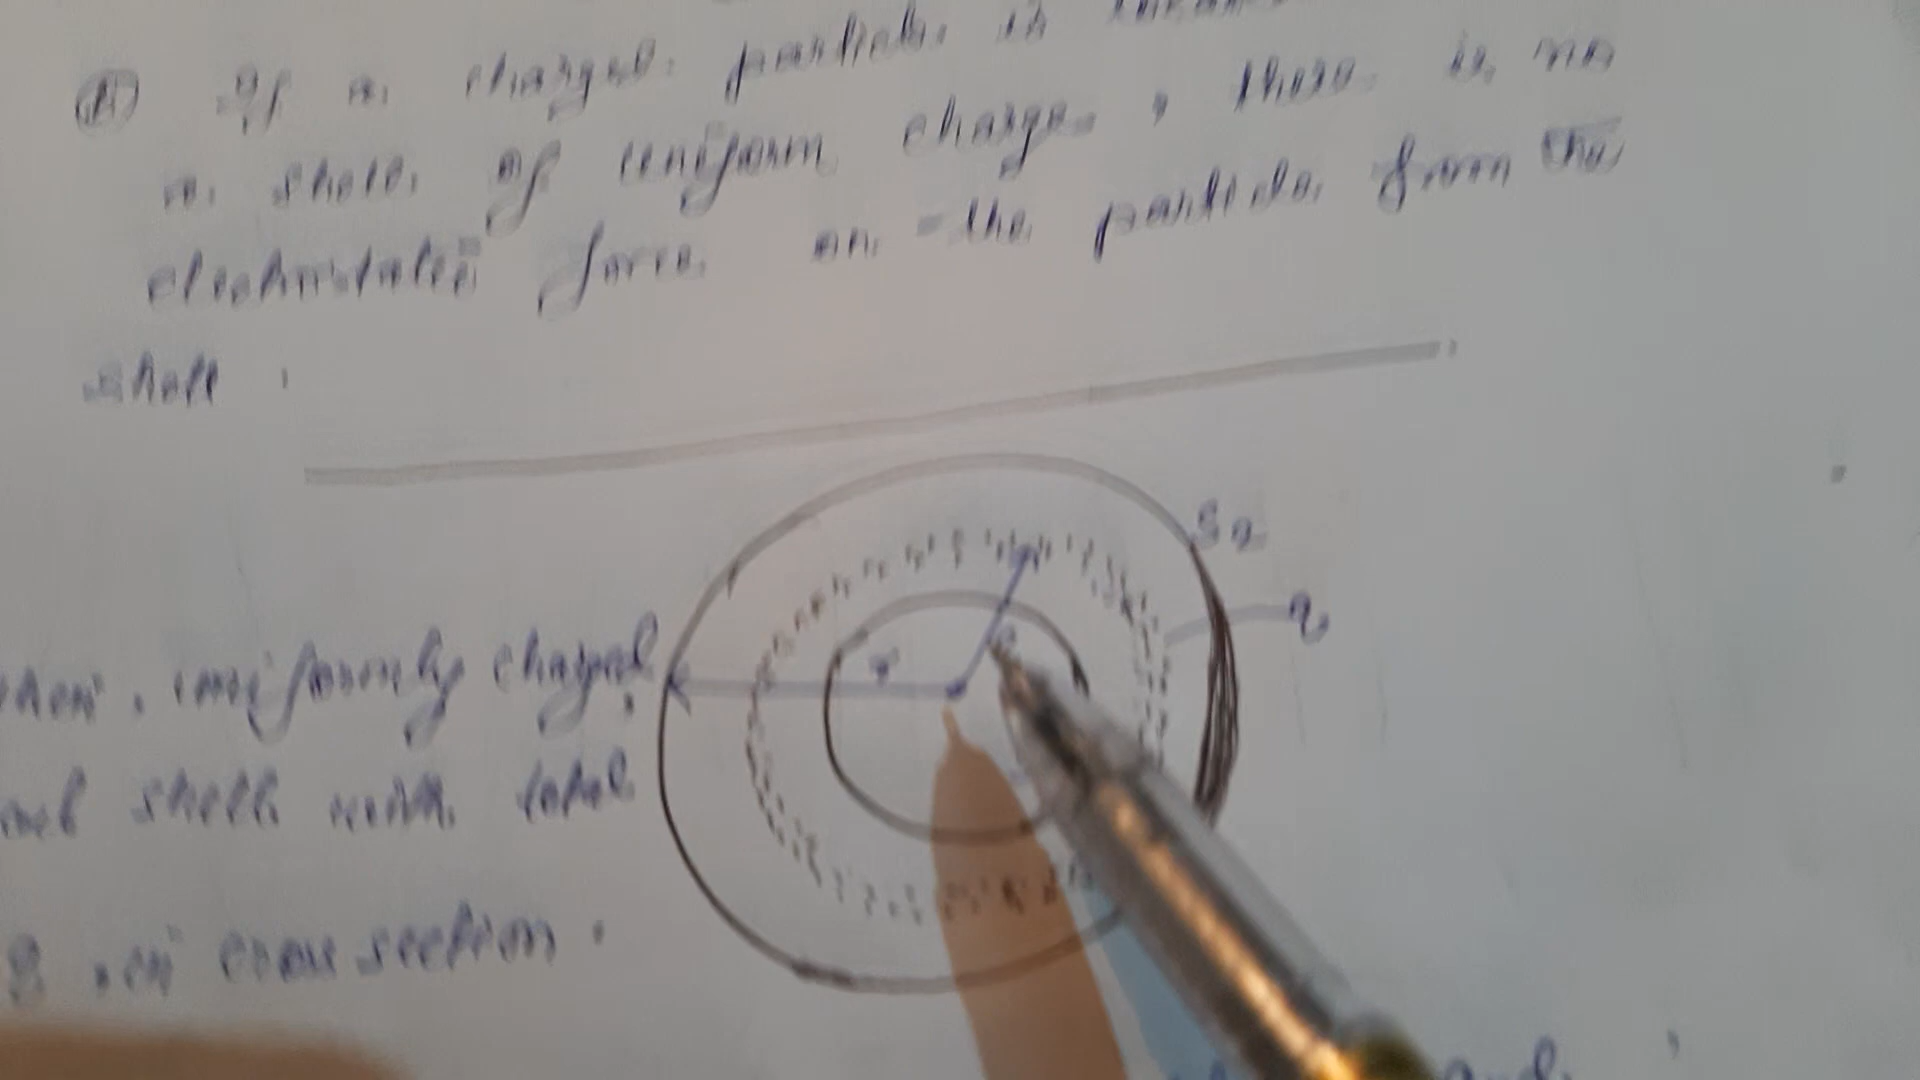 If a charged particle is
a shell of uniform charge, there is no
electrostatic force on the particle from the
shell.
S2
q
r
R
uniformly charged
shell with total
in cross section.